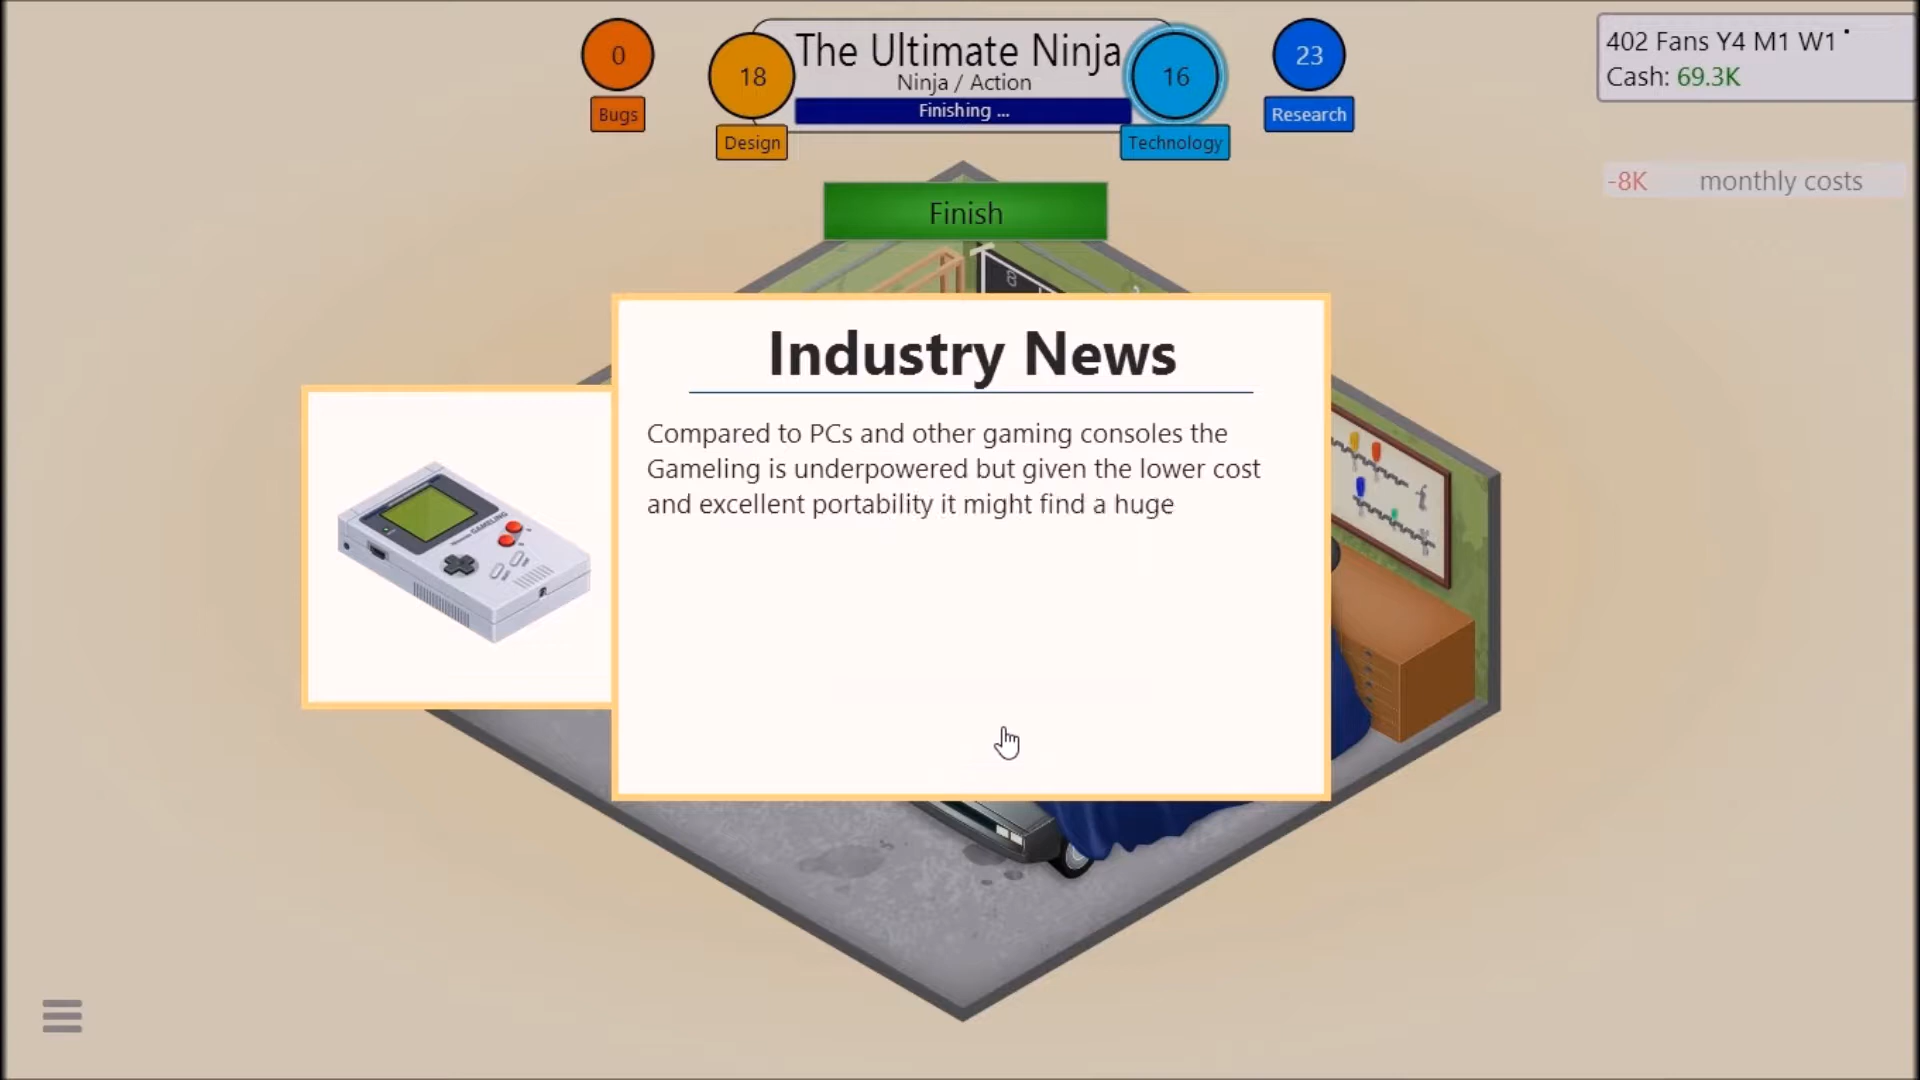 0
Bugs
18
Design
The Ultimate Ninja
Ninja / Action
Finishing ...
16
Technology
23
Research
402 Fans Y4 M1 W1
Cash: 69.3K
-8K monthly costs
Finish
Industry News
Compared to PCs and other gaming consoles the
Gameling is underpowered but given the lower cost
and excellent portability it might find a huge
GAMELING